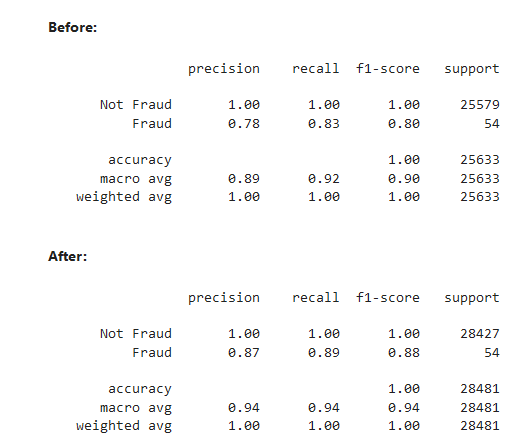 Before:
precision recall f1-score support
Not Fraud 1.00 1.00 1.00 25579
Fraud 0.78 0.83 0.80 54
accuracy 1.00 25633
macro avg 0.89 0.92 0.90 25633
weighted avg 1.00 1.00 1.00 25633
After:
precision recall f1-score support
Not Fraud 1.00 1.00 1.00 28427
Fraud 0.87 0.89 0.88 54
accuracy 1.00 28481
macro avg 0.94 0.94 0.94 28481
weighted avg 1.00 1.00 1.00 28481